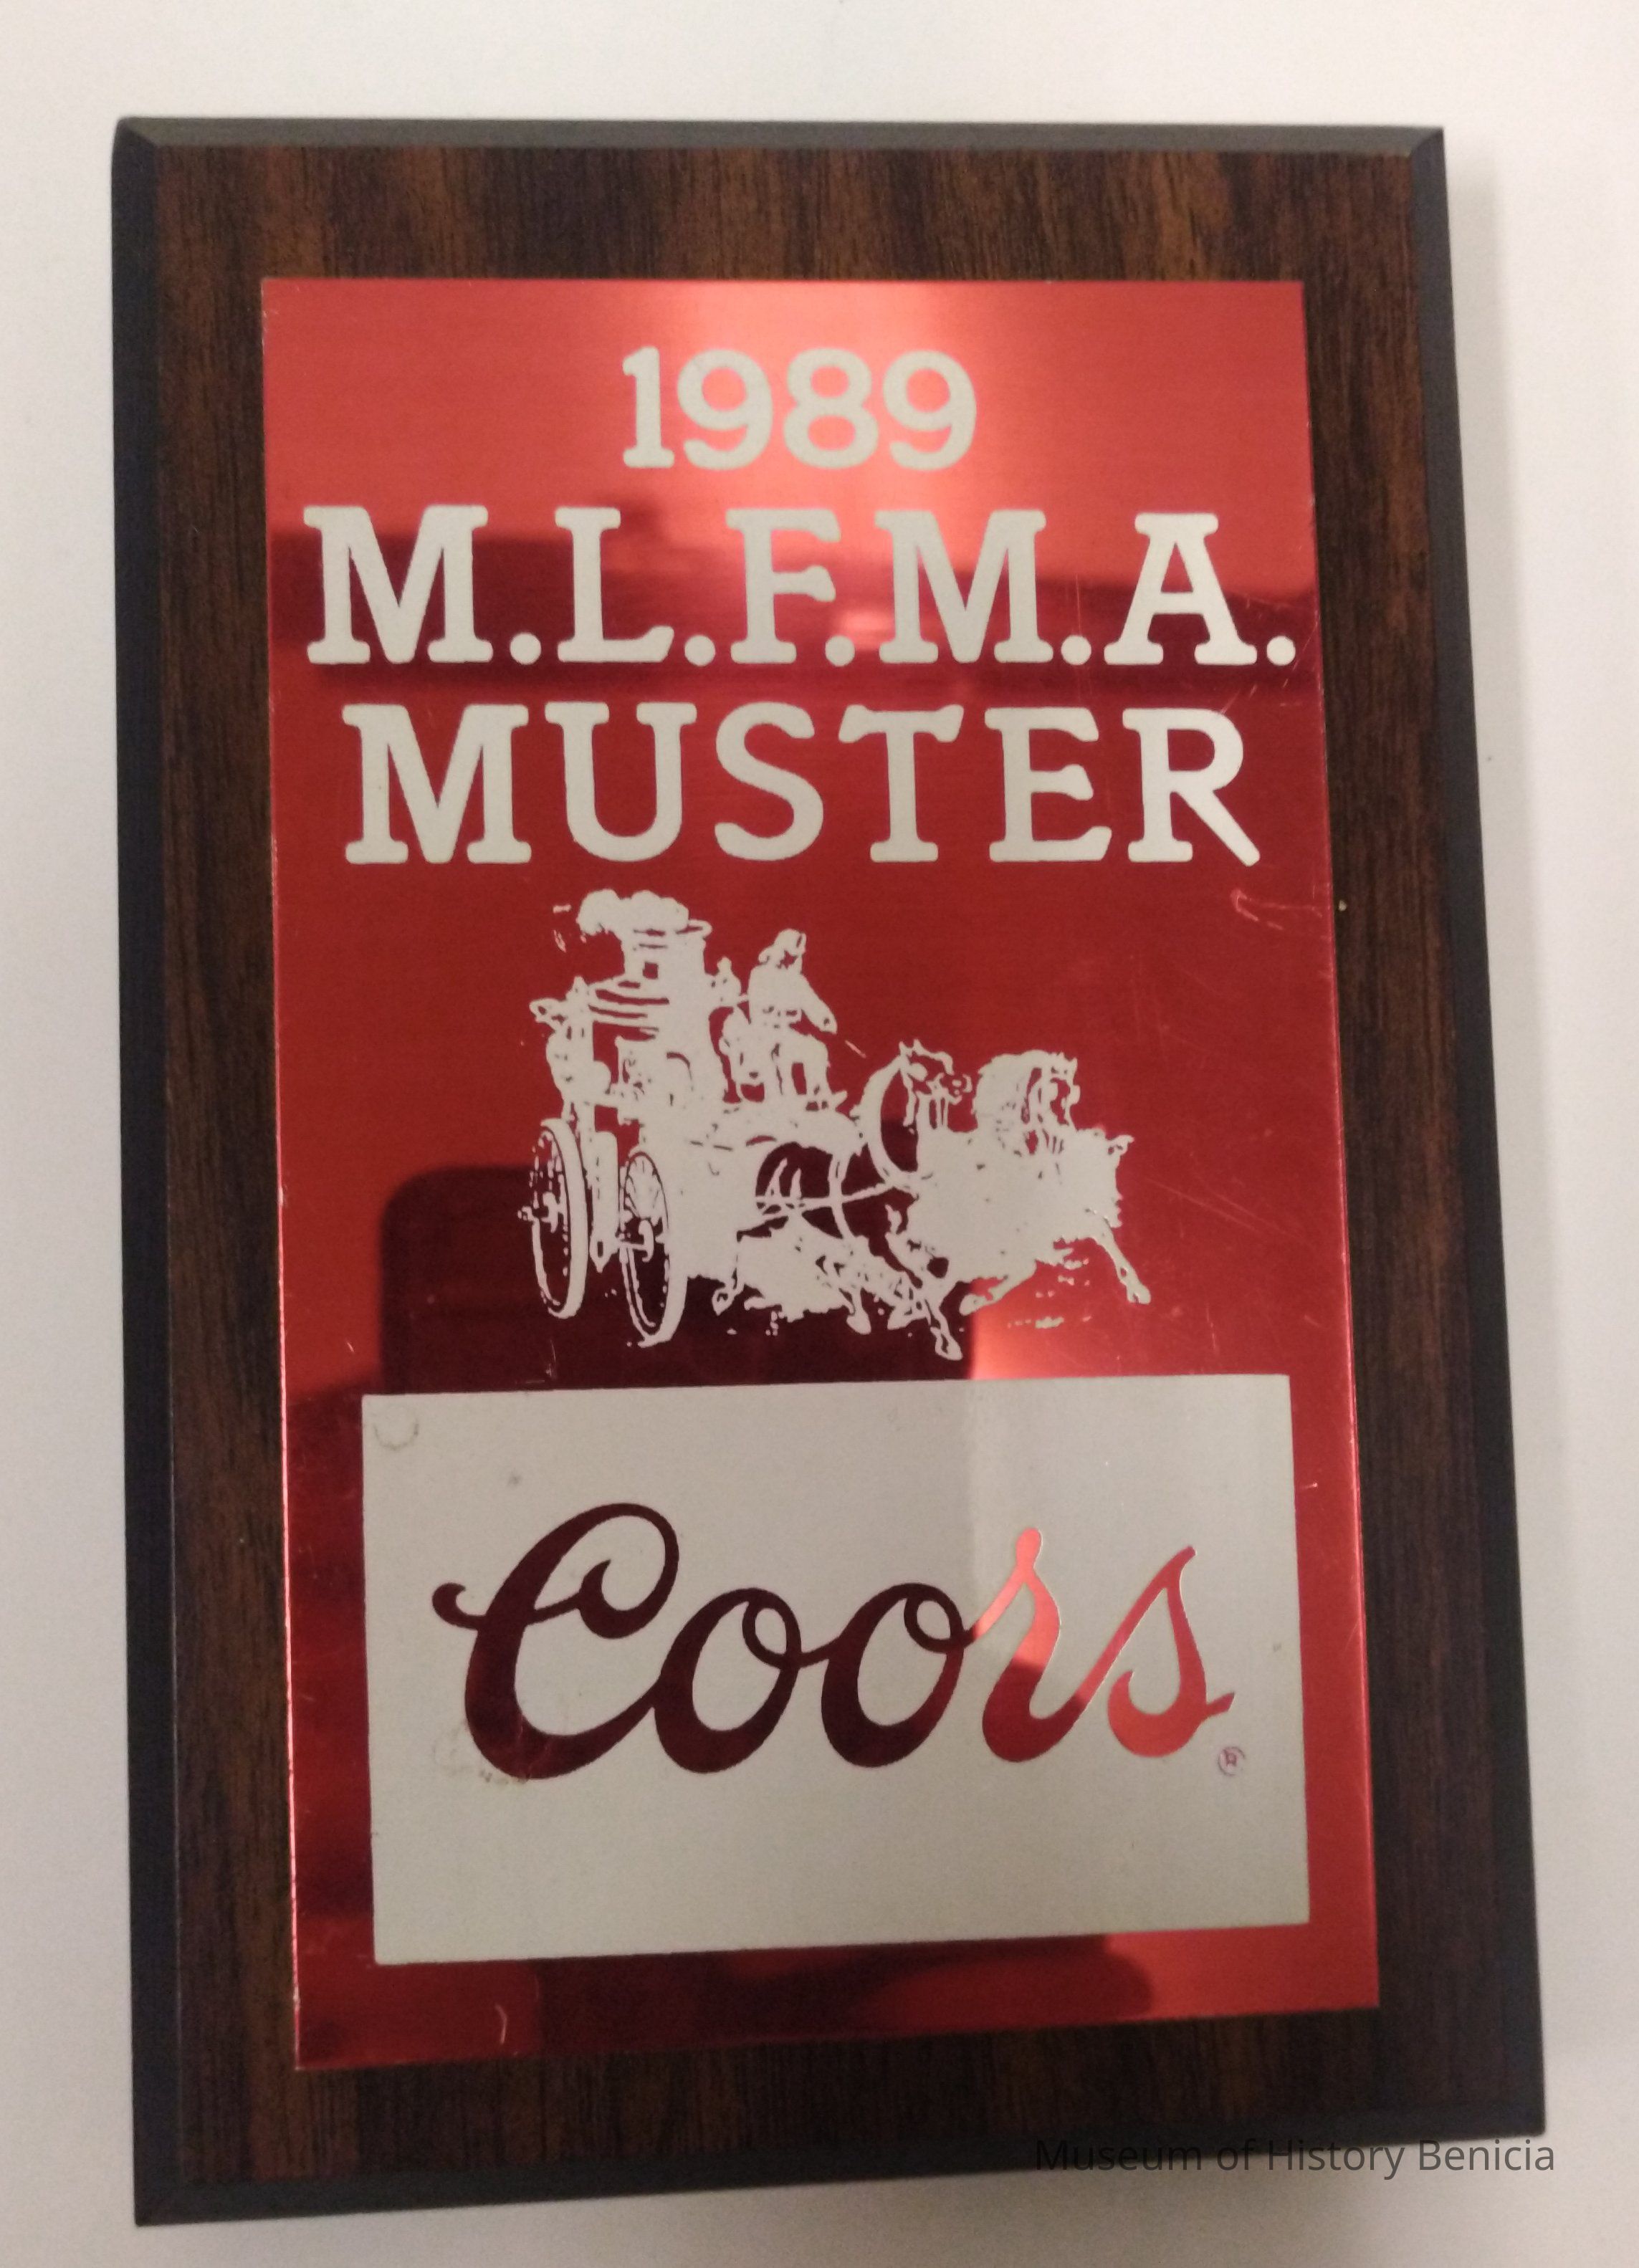 1989
M.L.F.M.A.
MUSTER
Coors
®
Museum of History Benicia